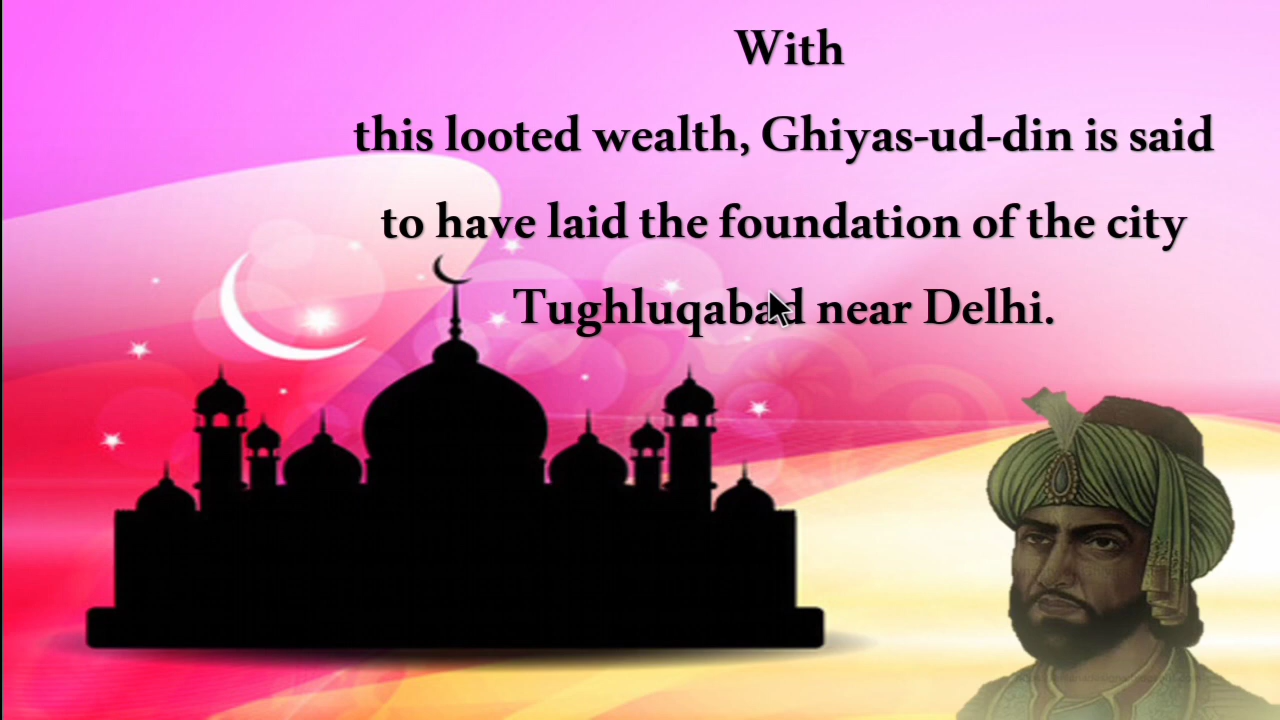 With
this looted wealth, Ghiyas-ud-din is said
to have laid the foundation of the city
Tughluqabad near Delhi.